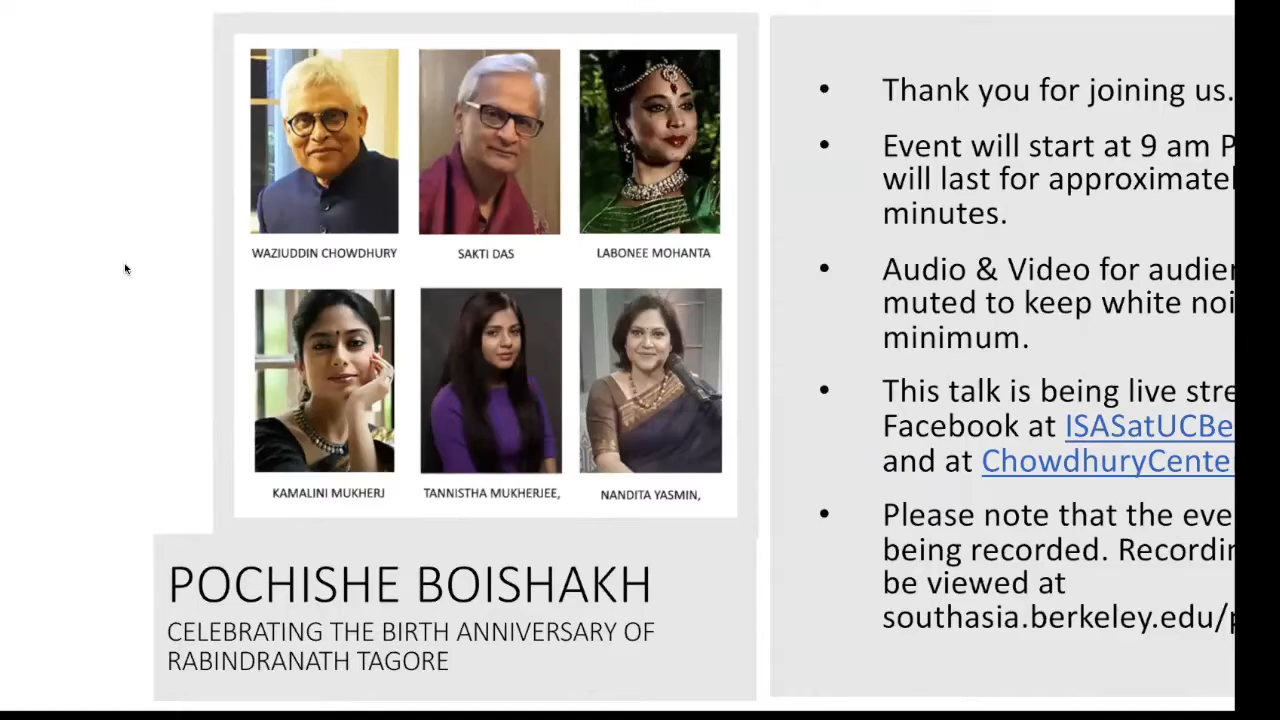 WAZIUDDIN CHOWDHURY
SAKTI DAS
LABONEE MOHANTA
KAMALINI MUKHERJ
TANNISTHA MUKHERJEE,
NANDITA YASMIN,
POCHISHE BOISHAKH
CELEBRATING THE BIRTH ANNIVERSARY OF
RABINDRANATH TAGORE
• Thank you for joining us.
• Event will start at 9 am P
will last for approximatel
minutes.
• Audio & Video for audien
muted to keep white noi
minimum.
• This talk is being live stre
Facebook at ISASatUCBe
and at ChowdhuryCente
• Please note that the eve
being recorded. Recordin
be viewed at
southasia.berkeley.edu/p